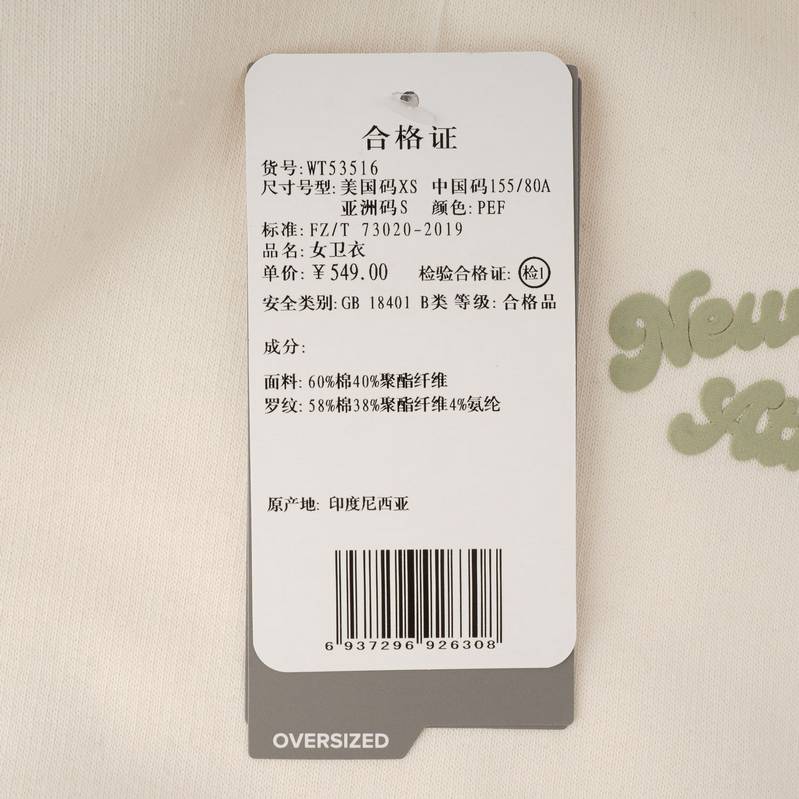 合格证
货号:WT53516
尺寸号型:美国码XS 中国码155/80A
亚洲码S 颜色:PEF
标准:FZ/T 73020-2019
品名:女卫衣
单价:¥549.00 检验合格证:检1
安全类别:GB 18401 B类 等级:合格品
成分:
面料:60%棉40%聚酯纤维
罗纹:58%棉38%聚酯纤维4%氨纶
原产地:印度尼西亚
6 937296 926308
OVERSIZED
New